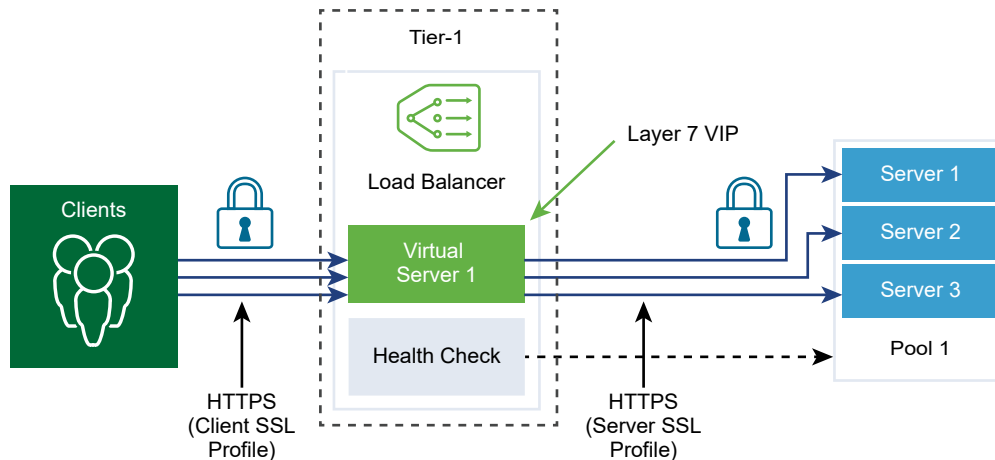 Tier-1
Load Balancer
Layer 7 VIP
Clients
Virtual
Server 1
Health Check
Server 1
Server 2
Server 3
Pool 1
HTTPS
(Client SSL
Profile)
HTTPS
(Server SSL
Profile)